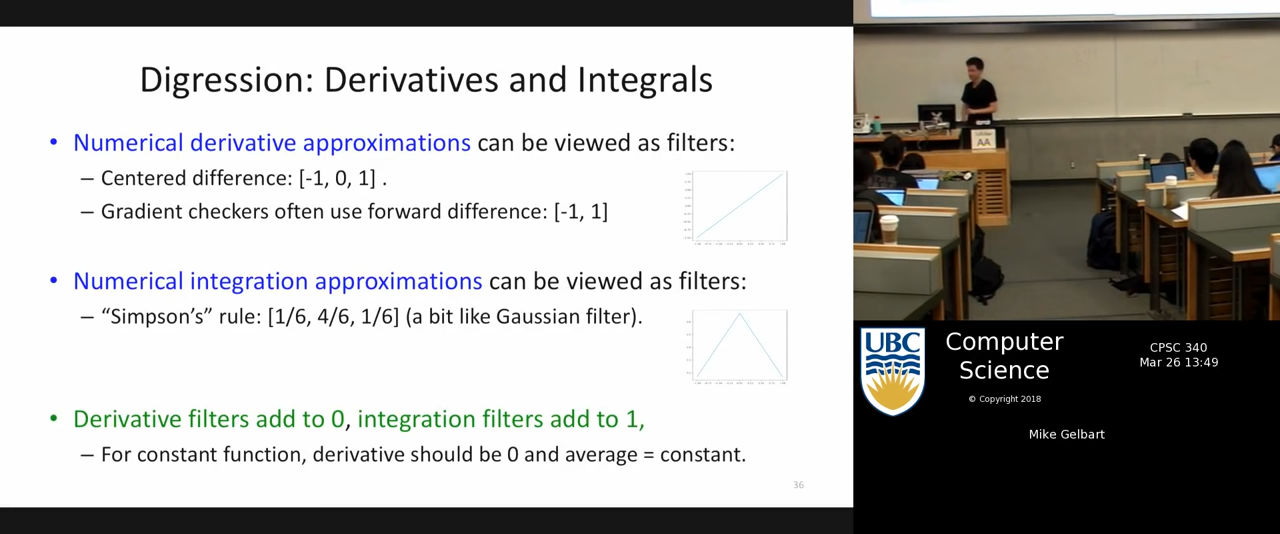 Digression: Derivatives and Integrals
• Numerical derivative approximations can be viewed as filters:
– Centered difference: [-1, 0, 1] .
– Gradient checkers often use forward difference: [-1, 1]
• Numerical integration approximations can be viewed as filters:
– “Simpson’s” rule: [1/6, 4/6, 1/6] (a bit like Gaussian filter).
• Derivative filters add to 0, integration filters add to 1,
– For constant function, derivative should be 0 and average = constant.
36
AA
UBC
Computer
Science
© Copyright 2018
CPSC 340
Mar 26 13:49
Mike Gelbart